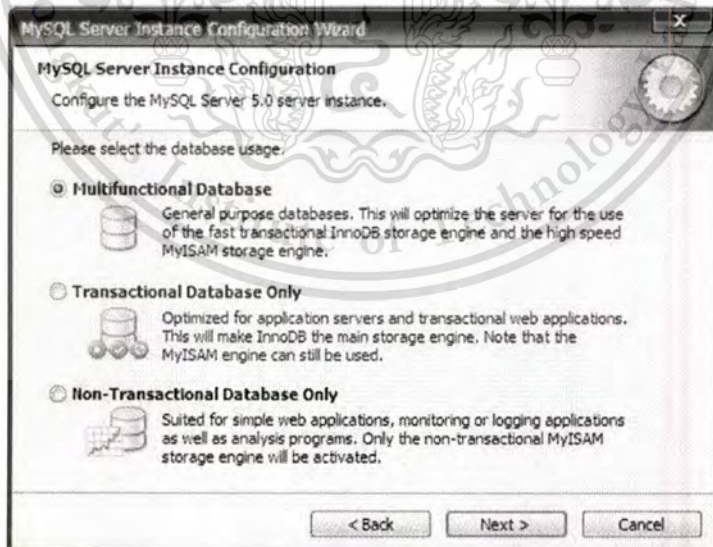 MySQL Server Instance Configuration Wizard
X
MySQL Server Instance Configuration
Configure the MySQL Server 5.0 server instance.
Please select the database usage.
Multifunctional Database
General purpose databases. This will optimize the server for the use
of the fast transactional InnoDB storage engine and the high speed
MyISAM storage engine.
Transactional Database Only
Optimized for application servers and transactional web applications.
This will make InnoDB the main storage engine. Note that the
MyISAM engine can still be used.
Non-Transactional Database Only
Suited for simple web applications, monitoring or logging applications
as well as analysis programs. Only the non-transactional MyISAM
storage engine will be activated.
< Back
Next >
Cancel
Institute of Technology